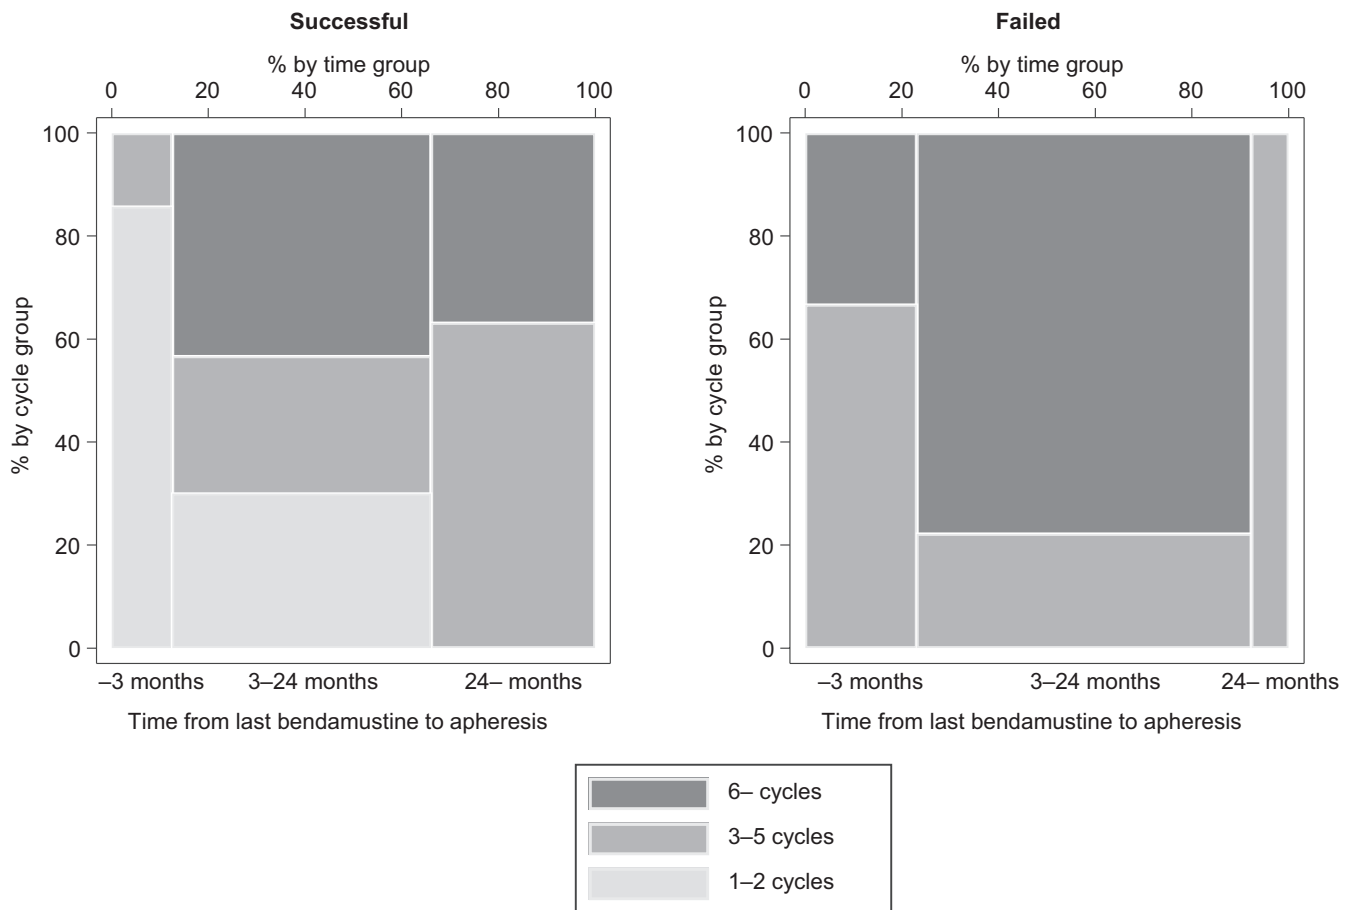 Successful
% by time group
0 20 40 60 80 100
100
80
60
40
20
0
% by cycle group
–3 months 3–24 months 24– months
Time from last bendamustine to apheresis
Failed
% by time group
0 20 40 60 80 100
100
80
60
40
20
0
% by cycle group
–3 months 3–24 months 24– months
Time from last bendamustine to apheresis
6– cycles
3–5 cycles
1–2 cycles